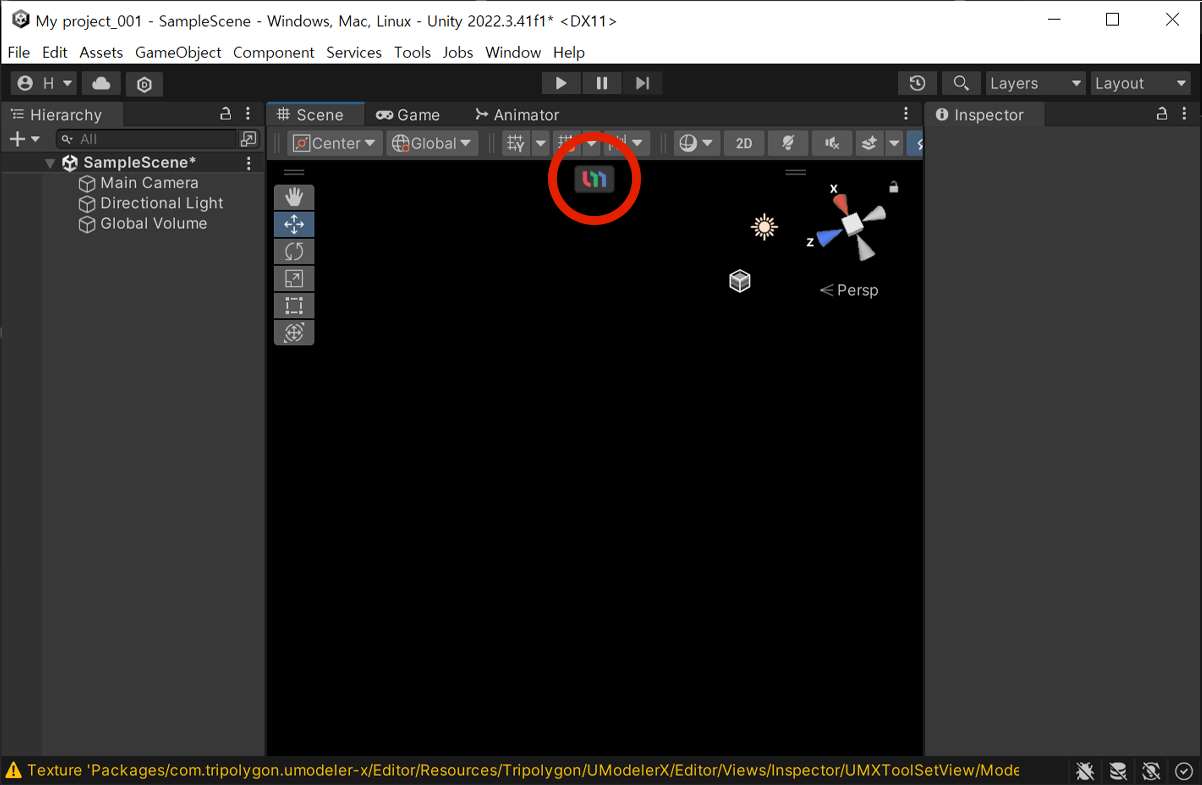 My project_001 - SampleScene - Windows, Mac, Linux - Unity 2022.3.41f1* <DX11>
File Edit Assets GameObject Component Services Tools Jobs Window Help
H Layers Layout
Hierarchy Scene Game Animator Inspector
All Center Global 2D
SampleScene*
Main Camera
Directional Light
Global Volume
x
z
Persp
Texture 'Packages/com.tripolygon.umodeler-x/Editor/Resources/Tripolygon/UModelerX/Editor/Views/Inspector/UMXToolSetView/Mode